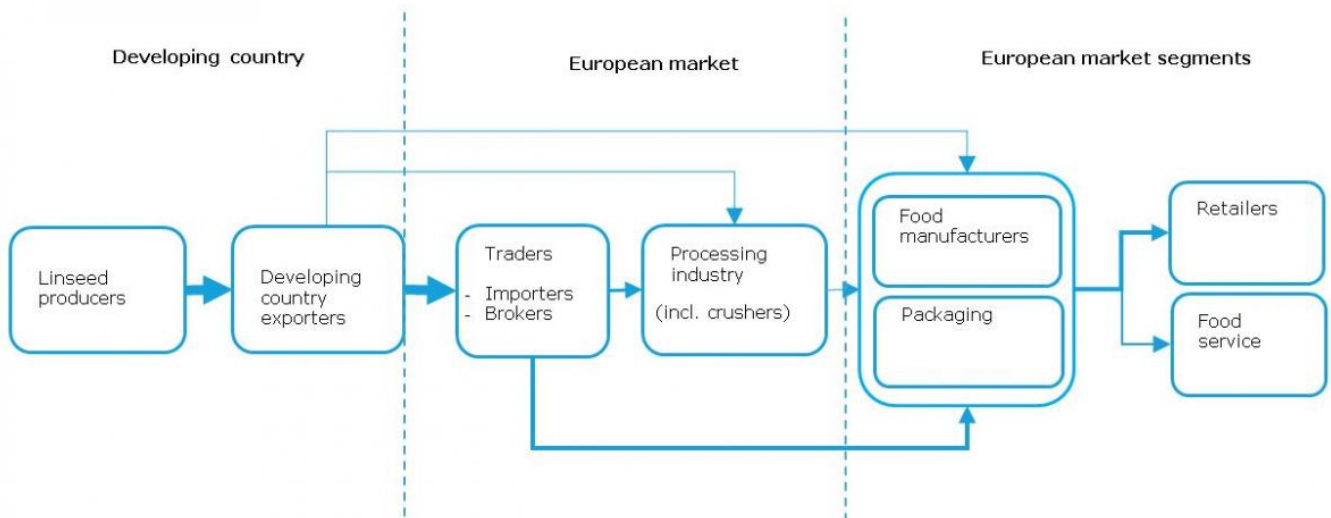 Developing country
European market
European market segments
Linseed
producers
Developing
country
exporters
Traders
- Importers
- Brokers
Processing
industry
(incl. crushers)
Food
manufacturers
Packaging
Retailers
Food
service